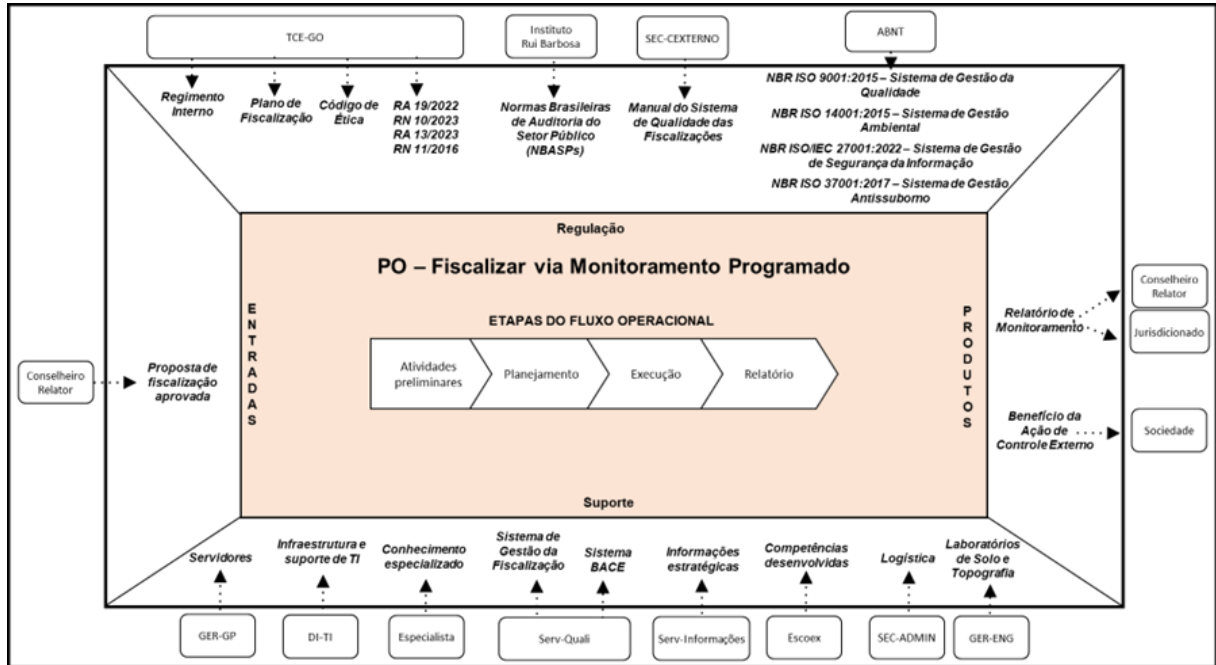 TCE-GO
Instituto
Rui Barbosa
SEC-CEXTERNO
ABNT
Regimento
Interno
Plano de
Fiscalização
Código de
Ética
RA 19/2022
RN 10/2023
RA 13/2023
RN 11/2016
Normas Brasileiras
de Auditoria do
Setor Público
(NBASPs)
Manual do Sistema
de Qualidade das
Fiscalizações
NBR ISO 9001:2015 – Sistema de Gestão da
Qualidade
NBR ISO 14001:2015 – Sistema de Gestão
Ambiental
NBR ISO/IEC 27001:2022 – Sistema de Gestão
de Segurança da Informação
NBR ISO 37001:2017 – Sistema de Gestão
Antissuborno
Regulação
PO – Fiscalizar via Monitoramento Programado
ETAPAS DO FLUXO OPERACIONAL
Atividades
preliminares
Planejamento
Execução
Relatório
ENTRADAS
PRODUTOS
Conselheiro
Relator
Proposta de
fiscalização
aprovada
Relatório de
Monitoramento
Conselheiro
Relator
Jurisdicionado
Benefício da
Ação de
Controle Externo
Sociedade
Suporte
Servidores
Infraestrutura e
suporte de TI
Conhecimento
especializado
Sistema de
Gestão da
Fiscalização
Sistema
BACE
Informações
estratégicas
Competências
desenvolvidas
Logística
Laboratórios
de Solo e
Topografia
GER-GP
DI-TI
Especialista
Serv-Quali
Serv-Informações
Escoex
SEC-ADMIN
GER-ENG